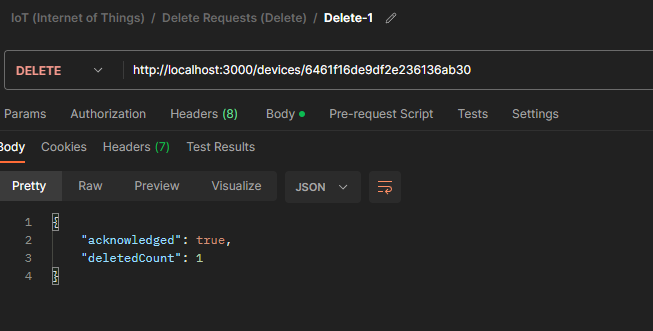 IoT (Internet of Things) / Delete Requests (Delete) / Delete-1
DELETE http://localhost:3000/devices/6461f16de9df2e236136ab30
Params Authorization Headers (8) Body Pre-request Script Tests Settings
Body Cookies Headers (7) Test Results
Pretty Raw Preview Visualize JSON
1 {
2 "acknowledged": true,
3 "deletedCount": 1
4 }